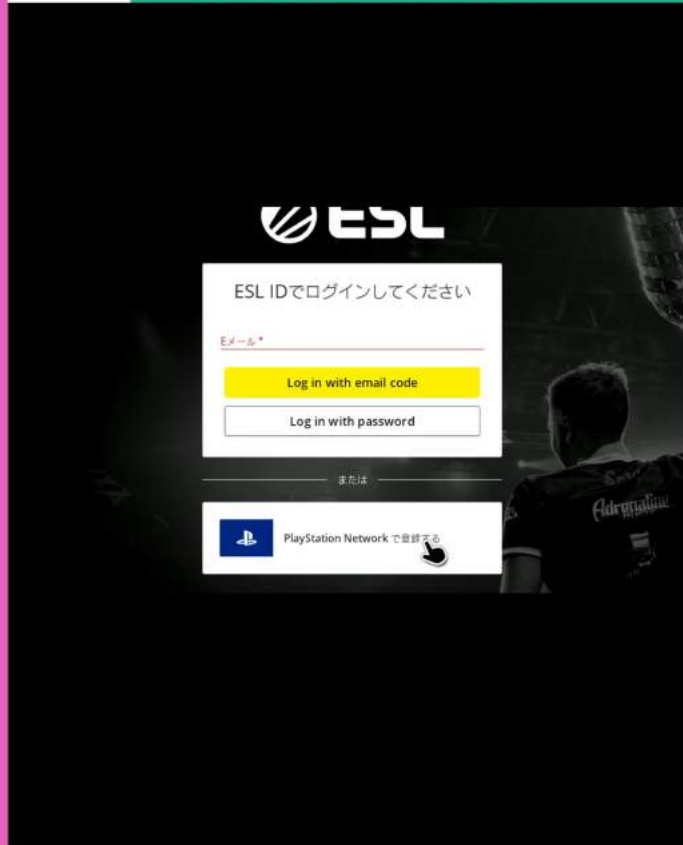 ESL
ESL IDでログインしてください
Eメール *
Log in with email code
Log in with password
または
PlayStation Network で登録する
Adrenaline